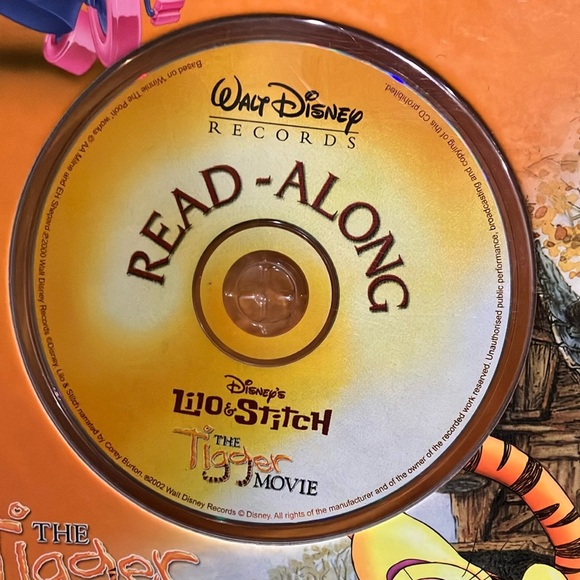 Walt Disney
RECORDS
READ-ALONG
Disney's
Lilo & Stitch
THE
Tigger
MOVIE
Based on 'Winnie The Pooh' works © AA Milne and EH Shepard ℗2000 Walt Disney Records ©Disney. Lilo & Stitch narrated by Corey Burton. ℗2002 Walt Disney Records © Disney. All rights of the manufacturer and of the owner of the recorded work reserved. Unauthorised public performance, broadcasting and copying of this CD prohibited.
THE
Tigger